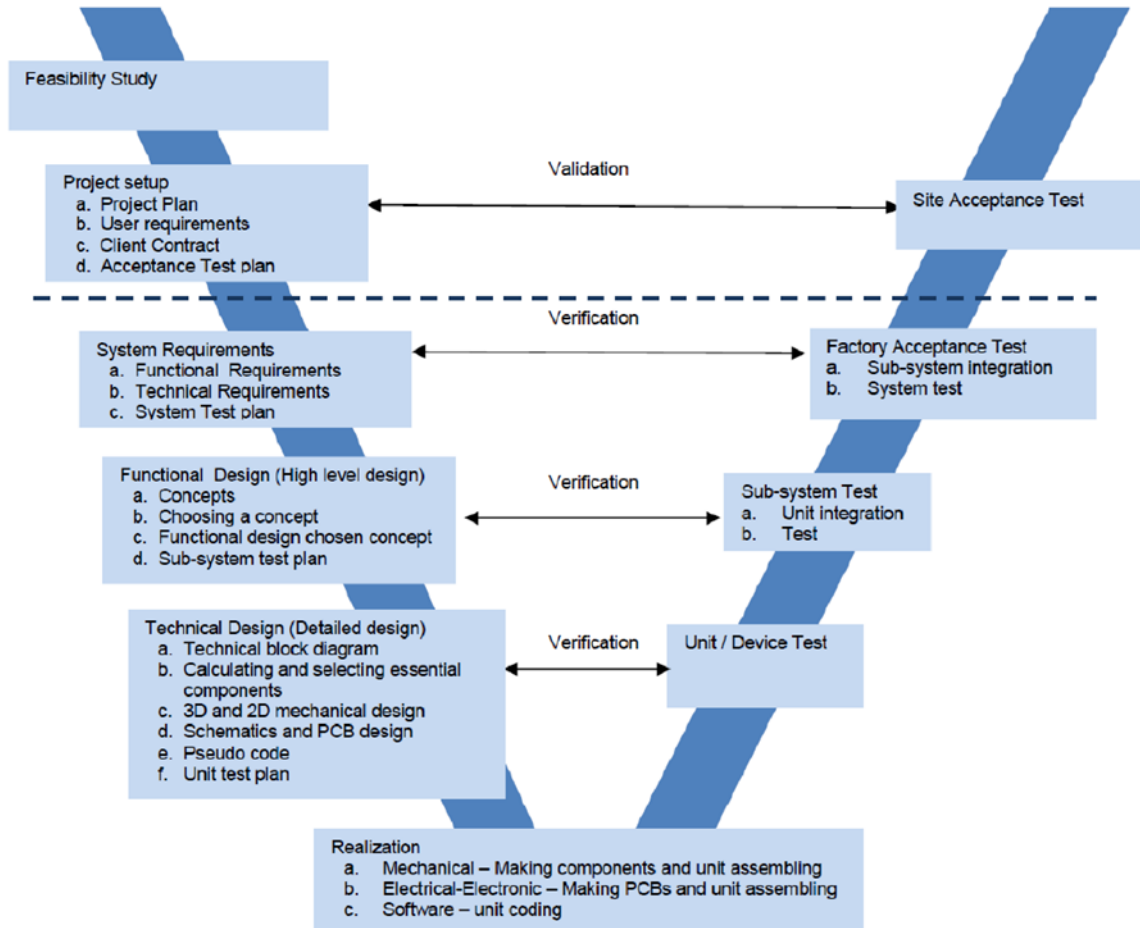 Feasibility Study
Validation
Project setup
a. Project Plan
b. User requirements
c. Client Contract
d. Acceptance Test plan
Site Acceptance Test
Verification
System Requirements
a. Functional Requirements
b. Technical Requirements
c. System Test plan
Factory Acceptance Test
a. Sub-system integration
b. System test
Functional Design (High level design)
a. Concepts
b. Choosing a concept
c. Functional design chosen concept
d. Sub-system test plan
Verification
Sub-system Test
a. Unit integration
b. Test
Technical Design (Detailed design)
a. Technical block diagram
b. Calculating and selecting essential
components
c. 3D and 2D mechanical design
d. Schematics and PCB design
e. Pseudo code
f. Unit test plan
Verification
Unit / Device Test
Realization
a. Mechanical – Making components and unit assembling
b. Electrical-Electronic – Making PCBs and unit assembling
c. Software – unit coding